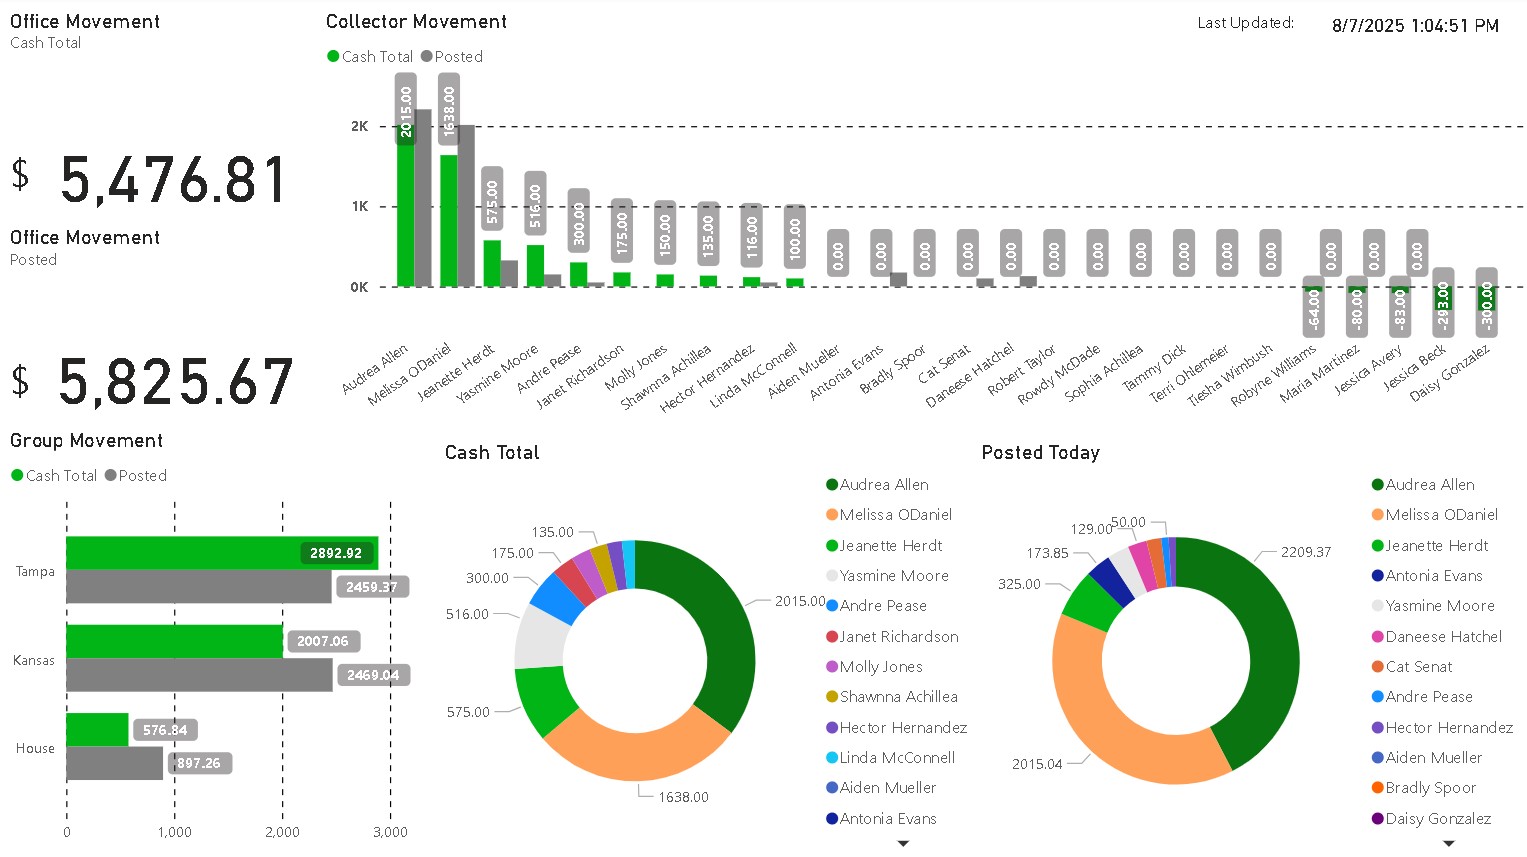 Office Movement
Cash Total
$ 5,476.81
Office Movement
Posted
$ 5,825.67
Collector Movement
Cash Total Posted
Last Updated: 8/7/2025 1:04:51 PM
2K
1K
0K
2015.00
1638.00
575.00
516.00
300.00
175.00
150.00
135.00
116.00
100.00
0.00
0.00
0.00
0.00
0.00
0.00
0.00
0.00
0.00
0.00
0.00
-64.00
0.00
-80.00
0.00
-83.00
0.00
-293.00
-300.00
Audrea Allen
Melissa ODaniel
Jeanette Herdt
Yasmine Moore
Andre Pease
Janet Richardson
Molly Jones
Shawnna Achillea
Hector Hernandez
Linda McConnell
Aiden Mueller
Antonia Evans
Bradly Spoor
Cat Senat
Daneese Hatchel
Robert Taylor
Rowdy McDade
Sophia Achillea
Tammy Dick
Terri Ohlemeier
Tiesha Wimbush
Robyne Williams
Maria Martinez
Jessica Avery
Jessica Beck
Daisy Gonzalez
Group Movement
Cash Total Posted
Tampa
2892.92
2459.37
Kansas
2007.06
2469.04
House
576.84
897.26
0 1,000 2,000 3,000
Cash Total
135.00
175.00
300.00
516.00
575.00
2015.00
1638.00
Audrea Allen
Melissa ODaniel
Jeanette Herdt
Yasmine Moore
Andre Pease
Janet Richardson
Molly Jones
Shawnna Achillea
Hector Hernandez
Linda McConnell
Aiden Mueller
Antonia Evans
Posted Today
50.00
129.00
173.85
325.00
2209.37
2015.04
Audrea Allen
Melissa ODaniel
Jeanette Herdt
Antonia Evans
Yasmine Moore
Daneese Hatchel
Cat Senat
Andre Pease
Hector Hernandez
Aiden Mueller
Bradly Spoor
Daisy Gonzalez